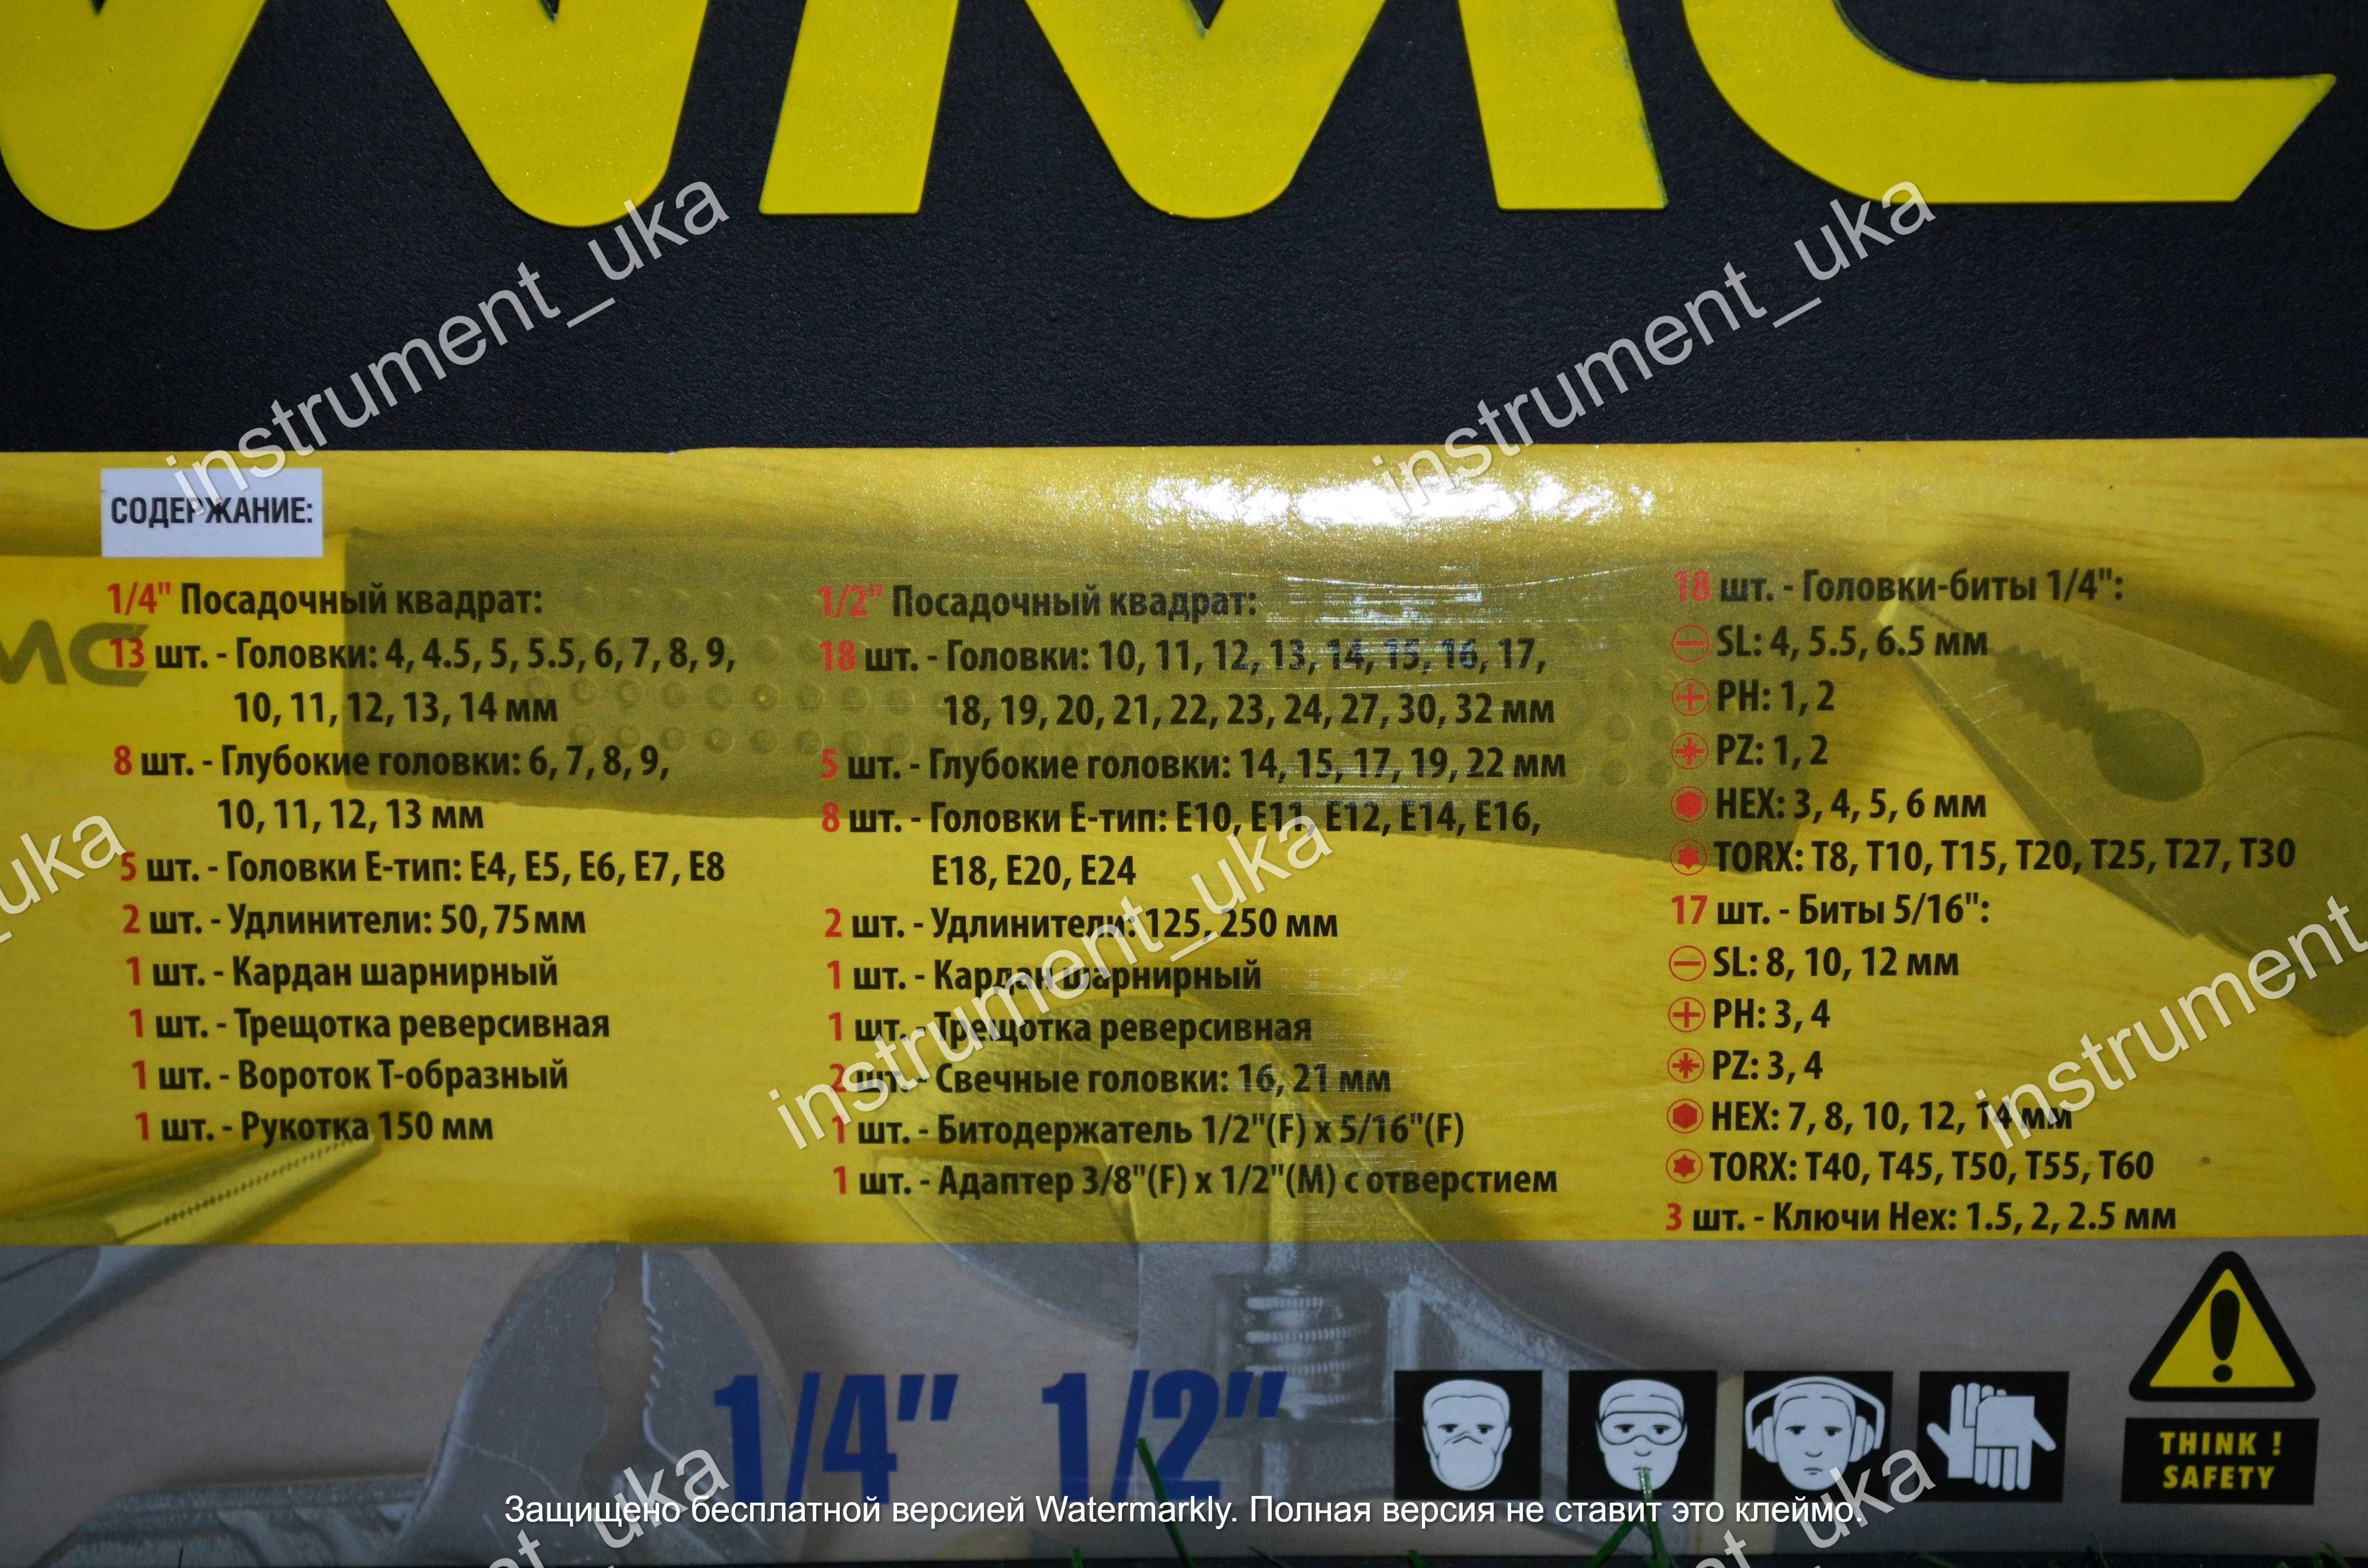 WMC
instrument_uka
instrument_uka
СОДЕРЖАНИЕ:
1/4" Посадочный квадрат:
13 шт. - Головки: 4, 4.5, 5, 5.5, 6, 7, 8, 9,
10, 11, 12, 13, 14 мм
8 шт. - Глубокие головки: 6, 7, 8, 9,
10, 11, 12, 13 мм
5 шт. - Головки Е-тип: Е4, Е5, Е6, Е7, Е8
2 шт. - Удлинители: 50, 75 мм
1 шт. - Кардан шарнирный
1 шт. - Трещотка реверсивная
1 шт. - Вороток Т-образный
1 шт. - Рукотка 150 мм
1/2" Посадочный квадрат:
18 шт. - Головки: 10, 11, 12, 13, 14, 15, 16, 17,
18, 19, 20, 21, 22, 23, 24, 27, 30, 32 мм
5 шт. - Глубокие головки: 14, 15, 17, 19, 22 мм
8 шт. - Головки Е-тип: Е10, Е11, Е12, Е14, Е16,
Е18, Е20, Е24
2 шт. - Удлинители: 125, 250 мм
1 шт. - Кардан шарнирный
1 шт. - Трещотка реверсивная
2 шт. - Свечные головки: 16, 21 мм
1 шт. - Битодержатель 1/2"(F) x 5/16"(F)
1 шт. - Адаптер 3/8"(F) x 1/2"(M) с отверстием
18 шт. - Головки-биты 1/4":
SL: 4, 5.5, 6.5 мм
PH: 1, 2
PZ: 1, 2
HEX: 3, 4, 5, 6 мм
TORX: T8, T10, T15, T20, T25, T27, T30
17 шт. - Биты 5/16":
SL: 8, 10, 12 мм
PH: 3, 4
PZ: 3, 4
HEX: 7, 8, 10, 12, 14 мм
TORX: T40, T45, T50, T55, T60
3 шт. - Ключи Hex: 1.5, 2, 2.5 мм
MC
_uka
instrument_uka
instrument
1/4" 1/2"
THINK !
SAFETY
nt_uka
nt_uka
Защищено бесплатной версией Watermarkly. Полная версия не ставит это клеймо.